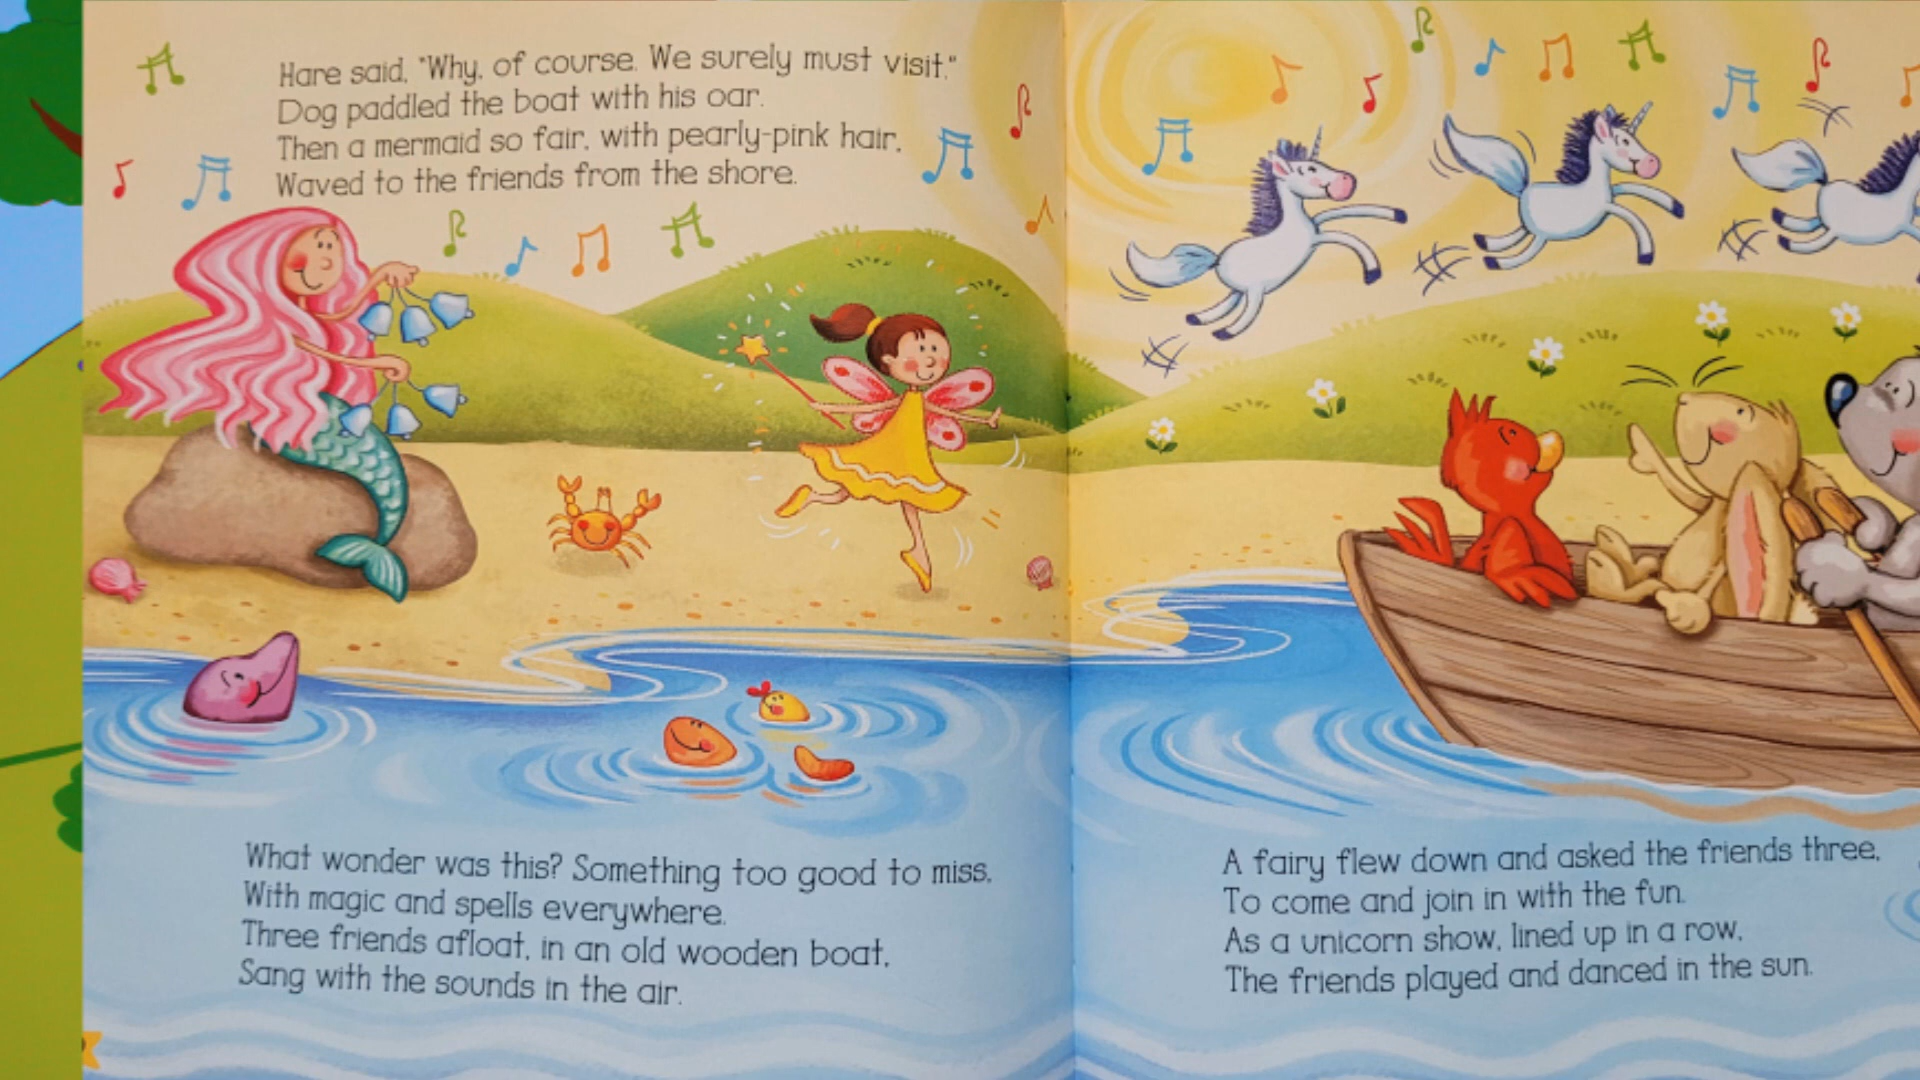 Hare said, "Why, of course. We surely must visit."
Dog paddled the boat with his oar.
Then a mermaid so fair, with pearly-pink hair,
Waved to the friends from the shore.
What wonder was this? Something too good to miss,
With magic and spells everywhere.
Three friends afloat, in an old wooden boat,
Sang with the sounds in the air.
A fairy flew down and asked the friends three,
To come and join in with the fun.
As a unicorn show, lined up in a row,
The friends played and danced in the sun.